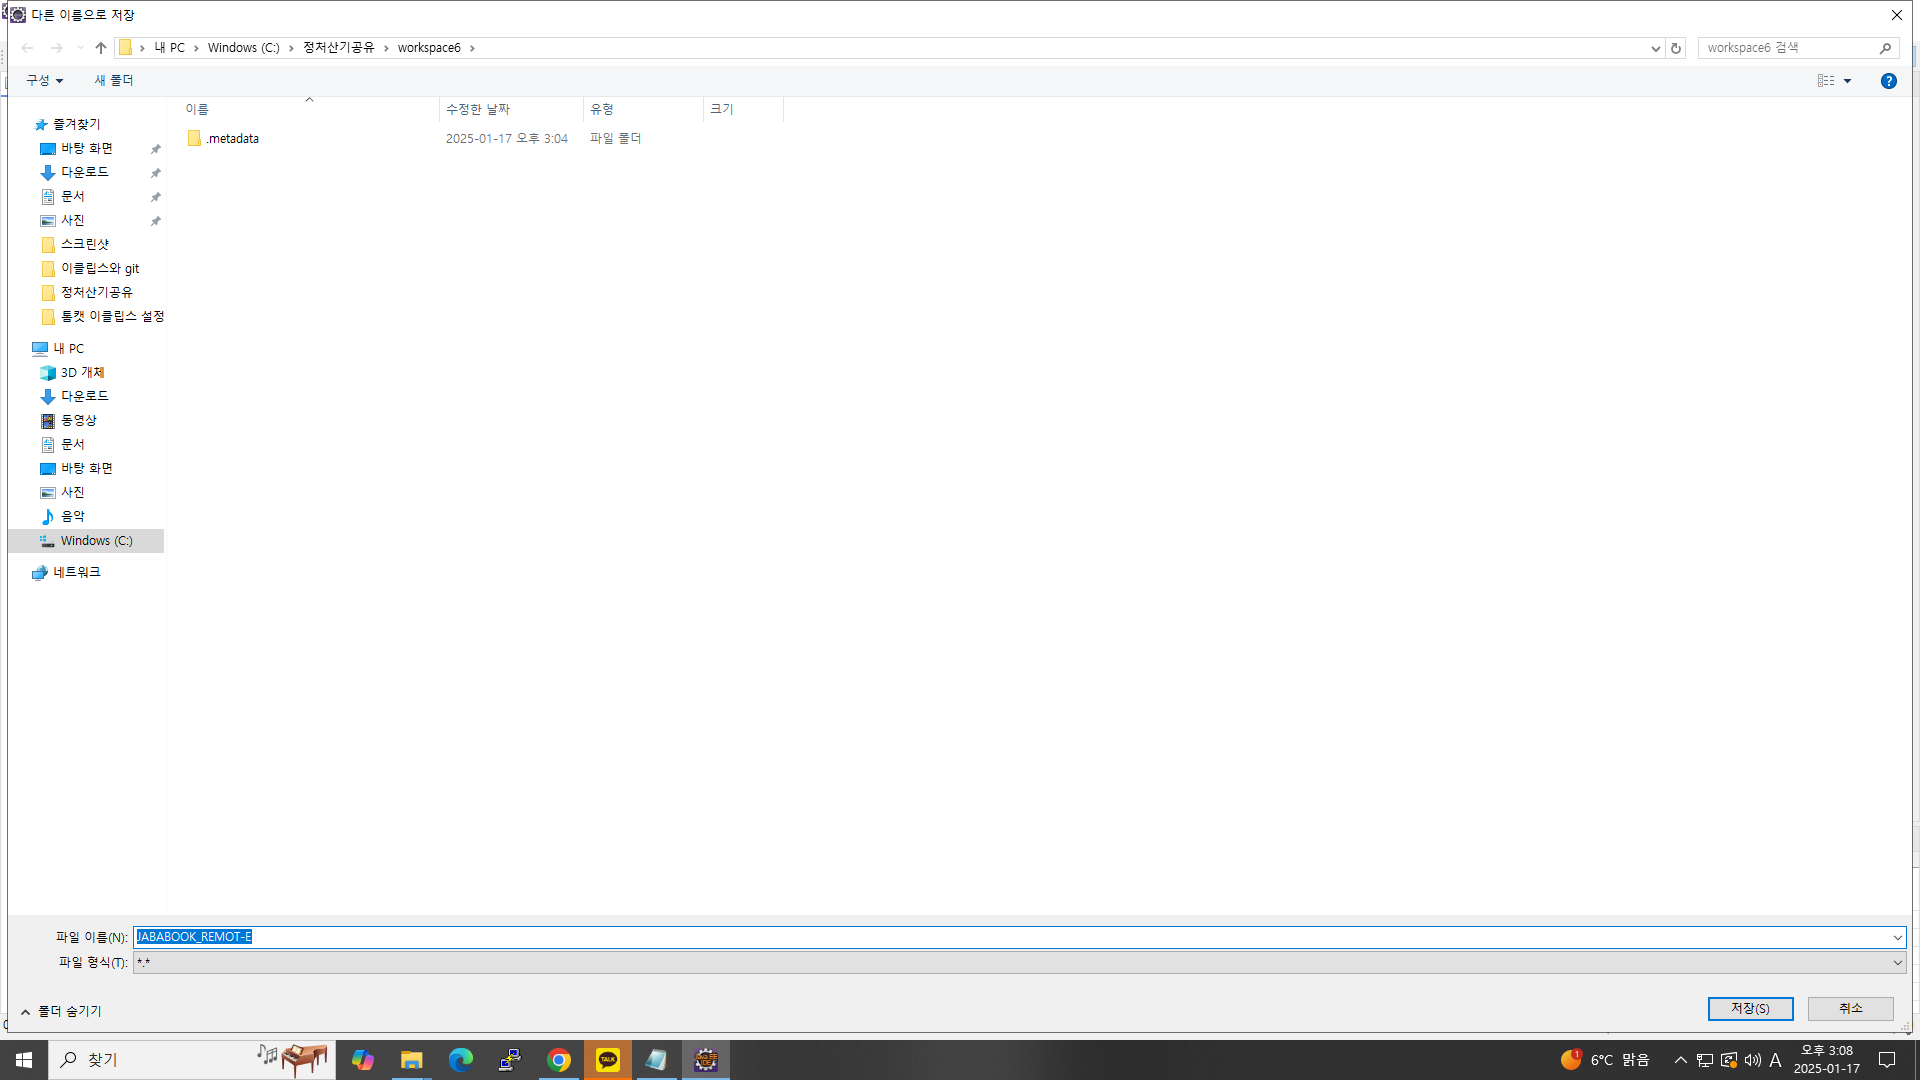 다른 이름으로 저장
내 PC > Windows (C:) > 정처산기공유 > workspace6 >
workspace6 검색
구성
새 폴더
이름
수정한 날짜
유형
크기
.metadata
2025-01-17 오후 3:04
파일 폴더
즐겨찾기
바탕 화면
다운로드
문서
사진
스크린샷
이클립스와 git
정처산기공유
톰캣 이클립스 설정
내 PC
3D 개체
다운로드
동영상
문서
바탕 화면
사진
음악
Windows (C:)
네트워크
파일 이름(N): JABABOOK_REMOT-E
파일 형식(T): *.*
폴더 숨기기
저장(S)
취소
찾기
TALK
1
6°C 맑음
A
오후 3:08
2025-01-17